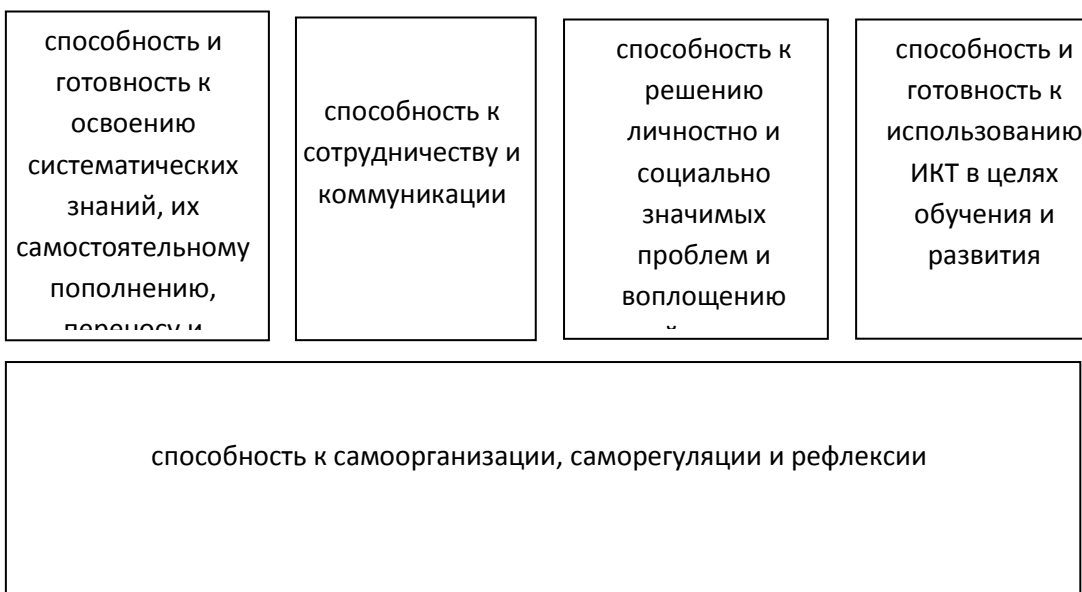 способность и
готовность к
освоению
систематических
знаний, их
самостоятельному
пополнению,
переносу и
способность к
сотрудничеству и
коммуникации
способность к
решению
личностно и
социально
значимых
проблем и
воплощению
способность и
готовность к
использованию
ИКТ в целях
обучения и
развития
способность к самоорганизации, саморегуляции и рефлексии